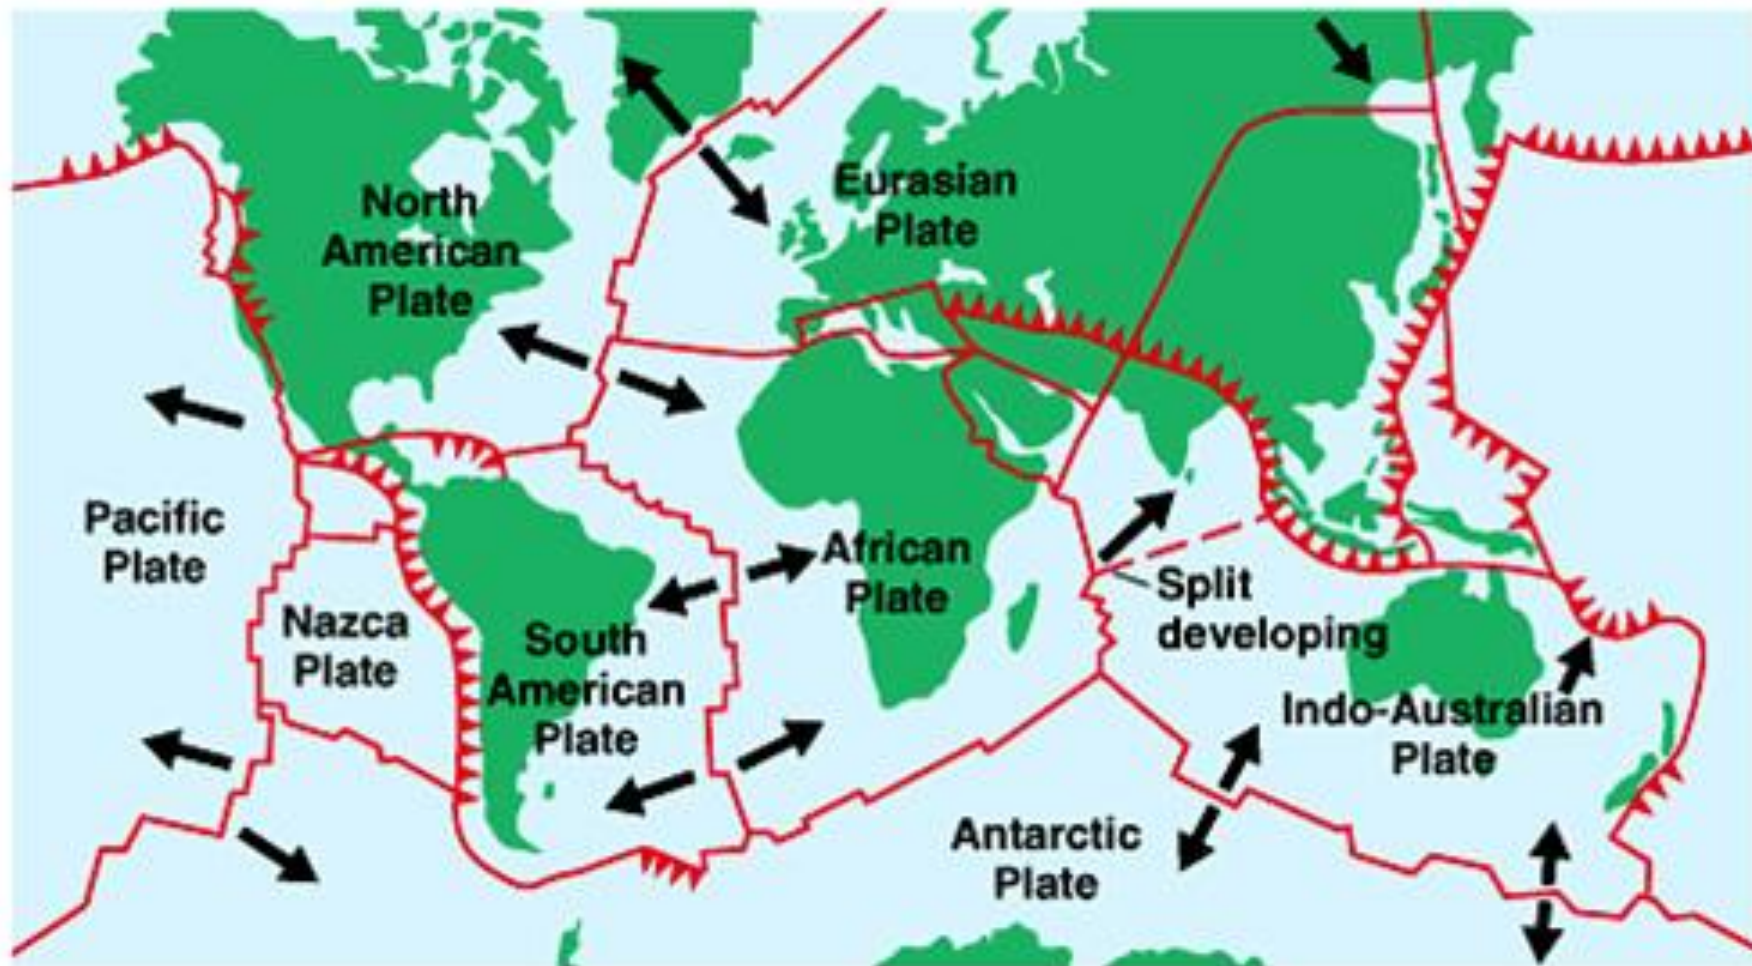 North
American
Plate
Eurasian
Plate
Pacific
Plate
Nazca
Plate
South
American
Plate
African
Plate
Split
developing
Indo-Australian
Plate
Antarctic
Plate